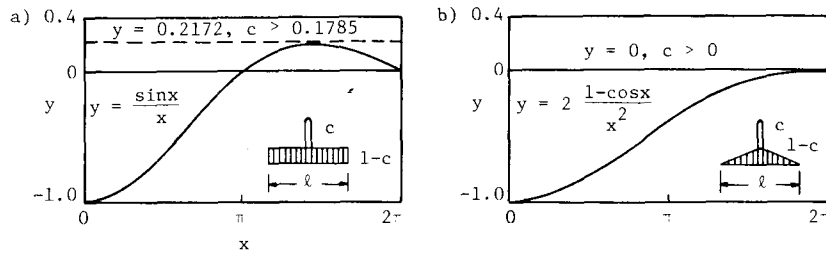 a)
0.4
y = 0.2172, c > 0.1785
0
y
y = sinx/x
c
1-c
ℓ
-1.0
0
π
2π
x
b)
0.4
y = 0, c > 0
0
y
y = 2 1-cosx/x²
c
1-c
ℓ
-1.0
0
π
2π